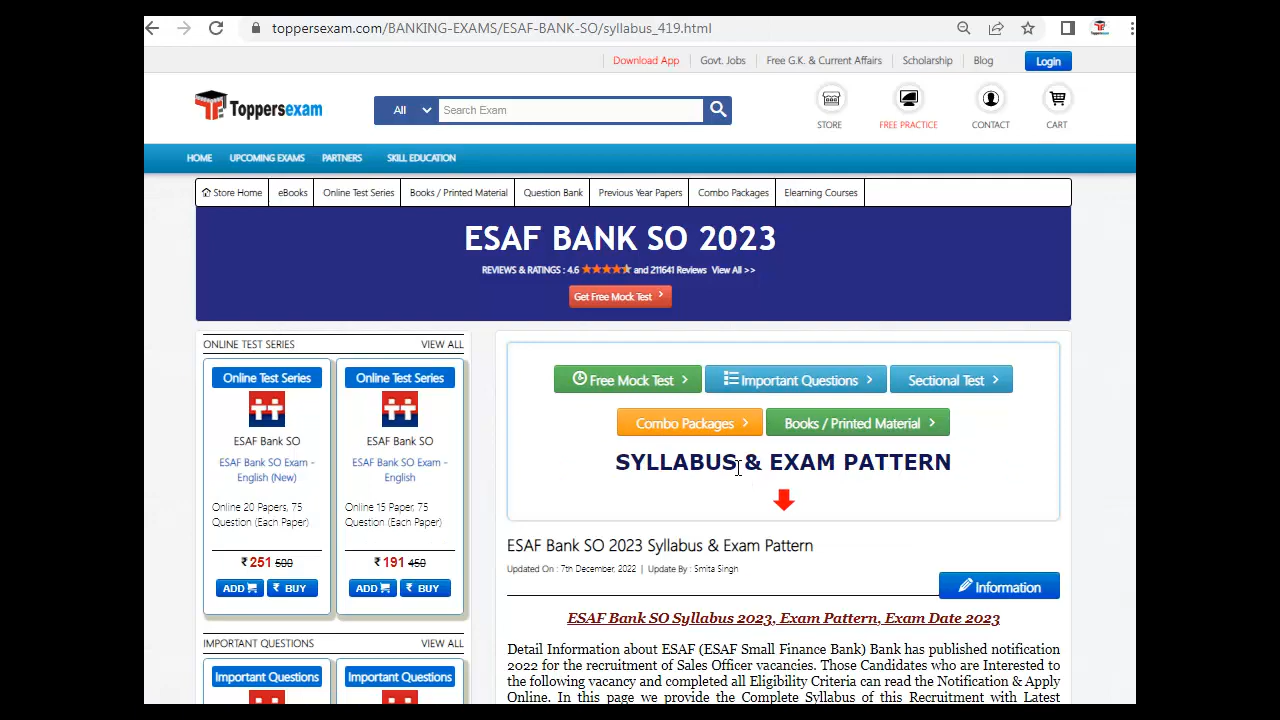 toppersexam.com/BANKING-EXAMS/ESAF-BANK-SO/syllabus_419.html
Download App
Govt. Jobs
Free G.K. & Current Affairs
Scholarship
Blog
Login
Toppersexam
All
Search Exam
STORE
FREE PRACTICE
CONTACT
CART
HOME
UPCOMING EXAMS
PARTNERS
SKILL EDUCATION
Store Home
eBooks
Online Test Series
Books / Printed Material
Question Bank
Previous Year Papers
Combo Packages
Elearning Courses
ESAF BANK SO 2023
REVIEWS & RATINGS : 4.6 and 211641 Reviews View All >>
Get Free Mock Test
ONLINE TEST SERIES
VIEW ALL
Online Test Series
ESAF Bank SO
ESAF Bank SO Exam -
English (New)
Online 20 Papers, 75
Question (Each Paper)
₹ 251 500
ADD
₹ BUY
Online Test Series
ESAF Bank SO
ESAF Bank SO Exam -
English
Online 15 Paper, 75
Question (Each Paper)
₹ 191 450
ADD
₹ BUY
IMPORTANT QUESTIONS
VIEW ALL
Important Questions
Important Questions
Free Mock Test
Important Questions
Sectional Test
Combo Packages
Books / Printed Material
SYLLABUS & EXAM PATTERN
ESAF Bank SO 2023 Syllabus & Exam Pattern
Updated On : 7th December, 2022 | Update By : Smita Singh
Information
ESAF Bank SO Syllabus 2023, Exam Pattern, Exam Date 2023
Detail Information about ESAF (ESAF Small Finance Bank) Bank has published notification
2022 for the recruitment of Sales Officer vacancies. Those Candidates who are Interested to
the following vacancy and completed all Eligibility Criteria can read the Notification & Apply
Online. In this page we provide the Complete Syllabus of this Recruitment with Latest